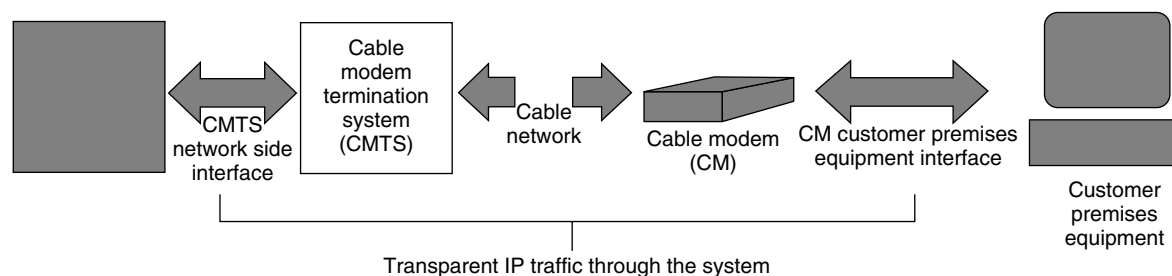 CMTS
network side
interface
Cable
modem
termination
system
(CMTS)
Cable
network
Cable modem
(CM)
CM customer premises
equipment interface
Customer
premises
equipment
Transparent IP traffic through the system